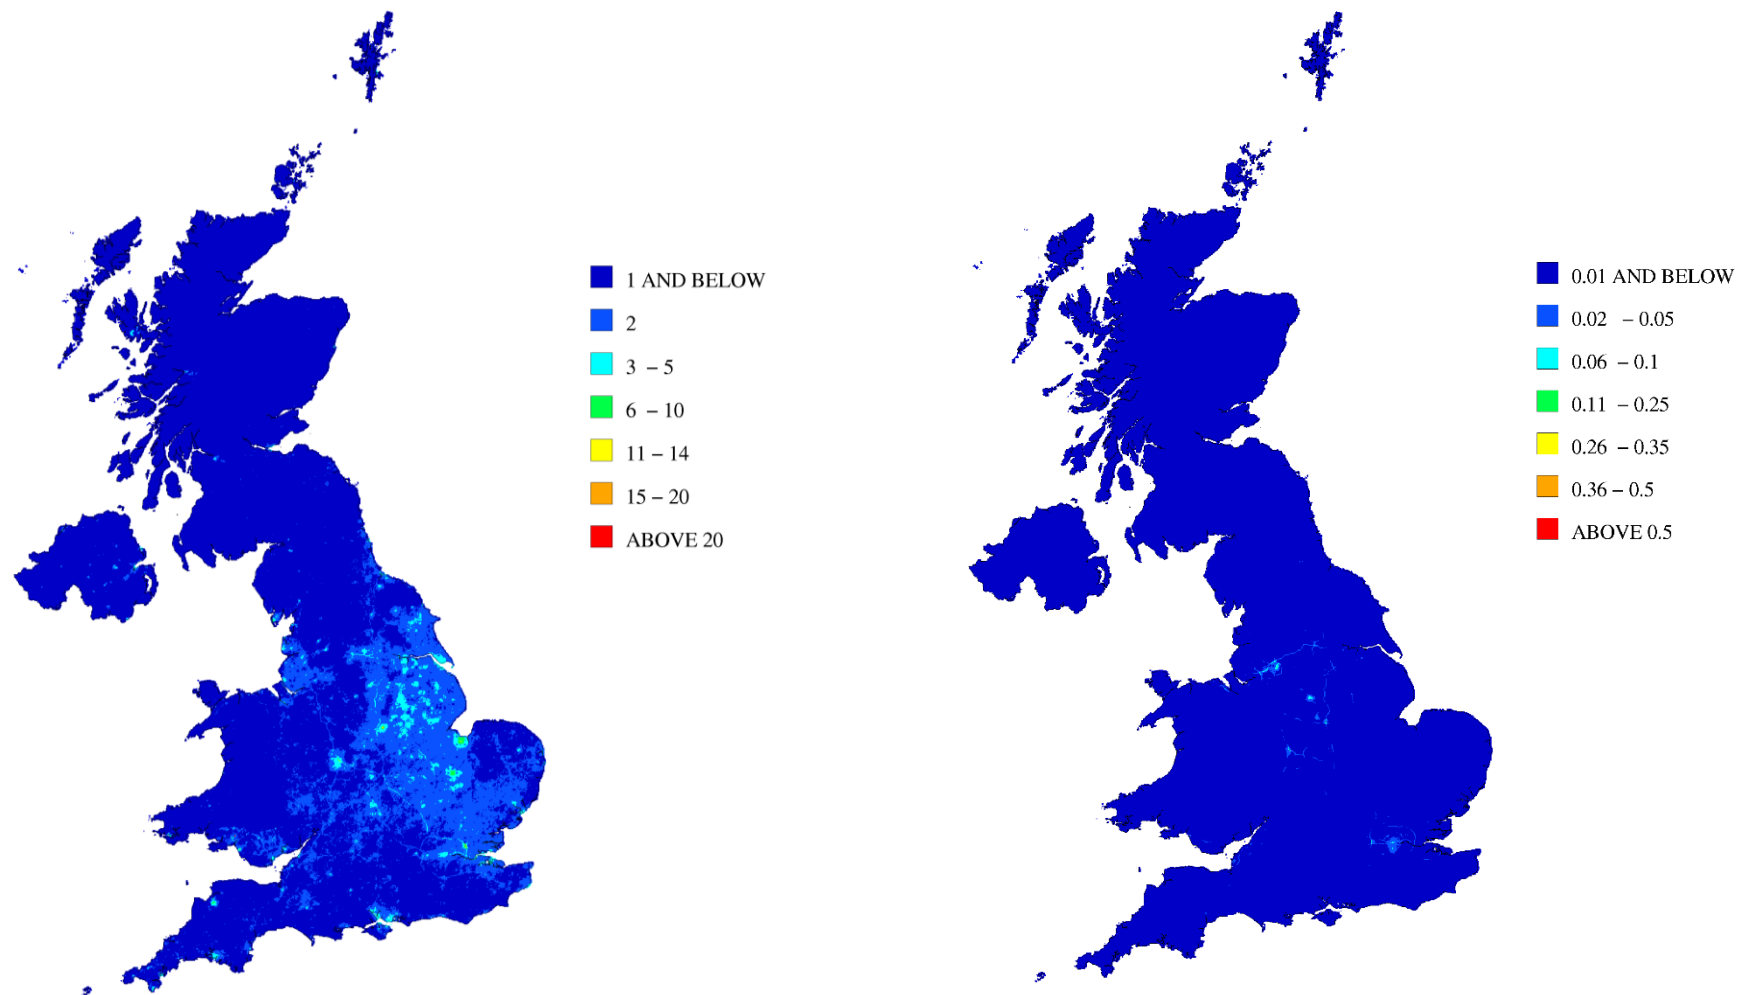 1 AND BELOW
2
3 – 5
6 – 10
11 – 14
15 – 20
ABOVE 20
0.01 AND BELOW
0.02 – 0.05
0.06 – 0.1
0.11 – 0.25
0.26 – 0.35
0.36 – 0.5
ABOVE 0.5